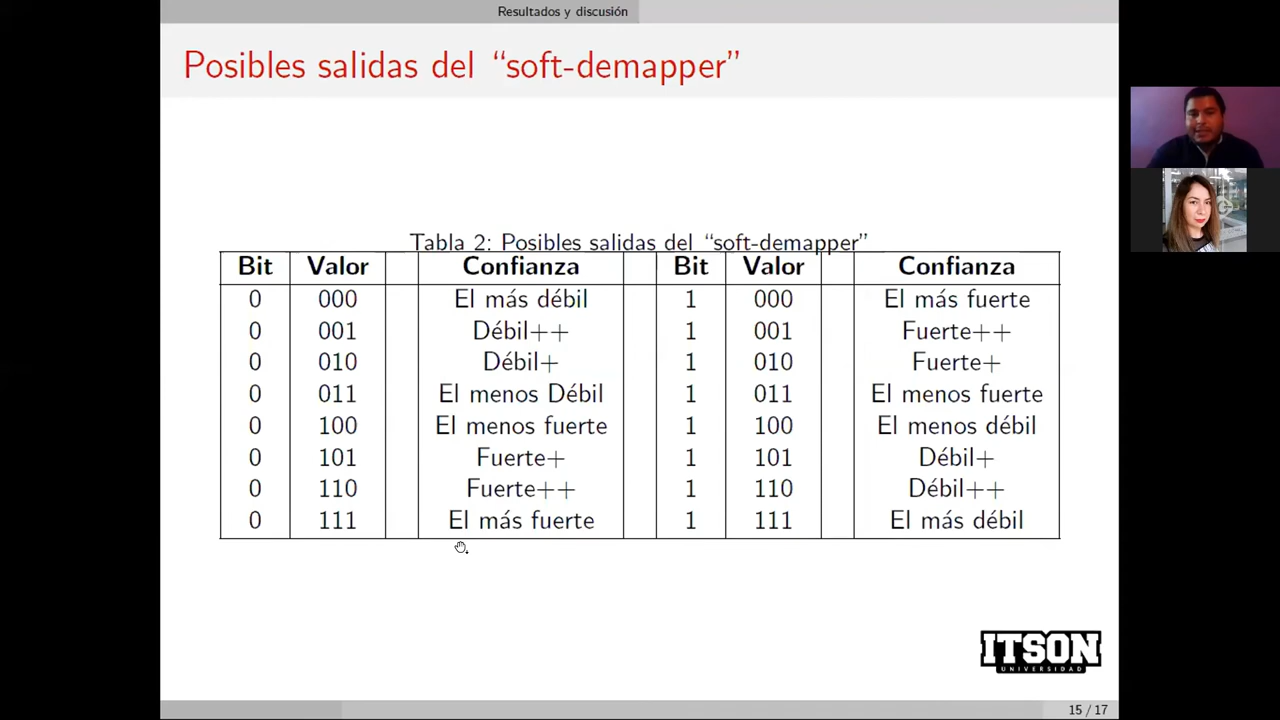 Resultados y discusión
Posibles salidas del “soft-demapper”
Tabla 2: Posibles salidas del “soft-demapper”
Bit Valor Confianza Bit Valor Confianza
0 000 El más débil 1 000 El más fuerte
0 001 Débil++ 1 001 Fuerte++
0 010 Débil+ 1 010 Fuerte+
0 011 El menos Débil 1 011 El menos fuerte
0 100 El menos fuerte 1 100 El menos débil
0 101 Fuerte+ 1 101 Débil+
0 110 Fuerte++ 1 110 Débil++
0 111 El más fuerte 1 111 El más débil
ITSON
UNIVERSIDAD
15 / 17